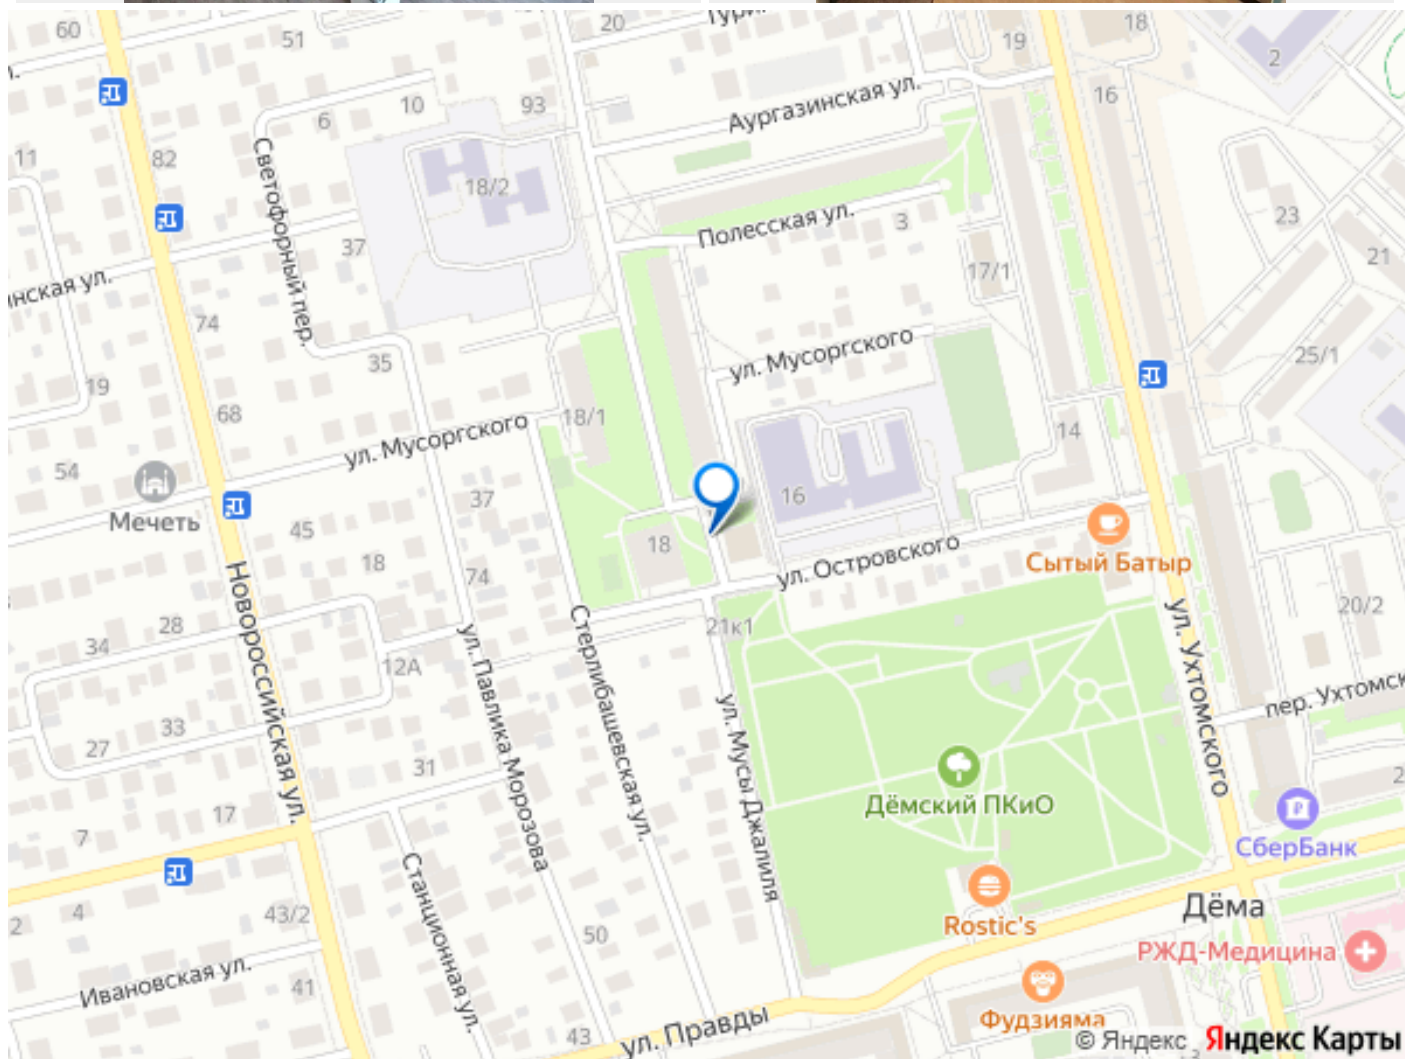 60
51
20
Тури
18
19
2
16
Аургазинская ул.
93
10
6
11
82
Светофорный пер.
18/2
23
Полесская ул.
3
37
21
17/1
нская ул.
74
ул. Мусоргского
35
25/1
19
68
18/1
ул. Мусоргского
14
54
37
16
Мечеть
45
18
ул. Островского
Сытый Батыр
18
74
Новороссийская ул.
28
34
21к1
20/2
12А
Стерлибашевская ул.
ул. Павлика Морозова
ул. Ухтомского
пер. Ухтомск
33
27
31
ул. Мусы Джалиля
Дёмский ПКиО
2
17
7
СберБанк
Станционная ул.
2
4
43/2
Rostic's
Дёма
50
РЖД-Медицина
Ивановская ул.
41
43
ул. Правды
Фудзияма
© Яндекс Яндекс Карты